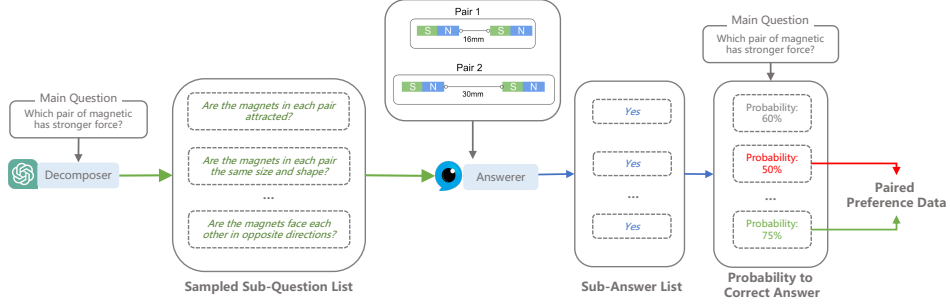 Main Question
Which pair of magnetic
has stronger force?
Decomposer
Are the magnets in each pair
attracted?
Are the magnets in each pair
the same size and shape?
...
Are the magnets face each
other in opposite directions?
Sampled Sub-Question List
Pair 1
S N S N
16mm
Pair 2
S N S N
30mm
Answerer
Yes
Yes
...
Yes
Sub-Answer List
Main Question
Which pair of magnetic
has stronger force?
Probability:
60%
Probability:
50%
...
Probability:
75%
Probability to
Correct Answer
Paired
Preference Data